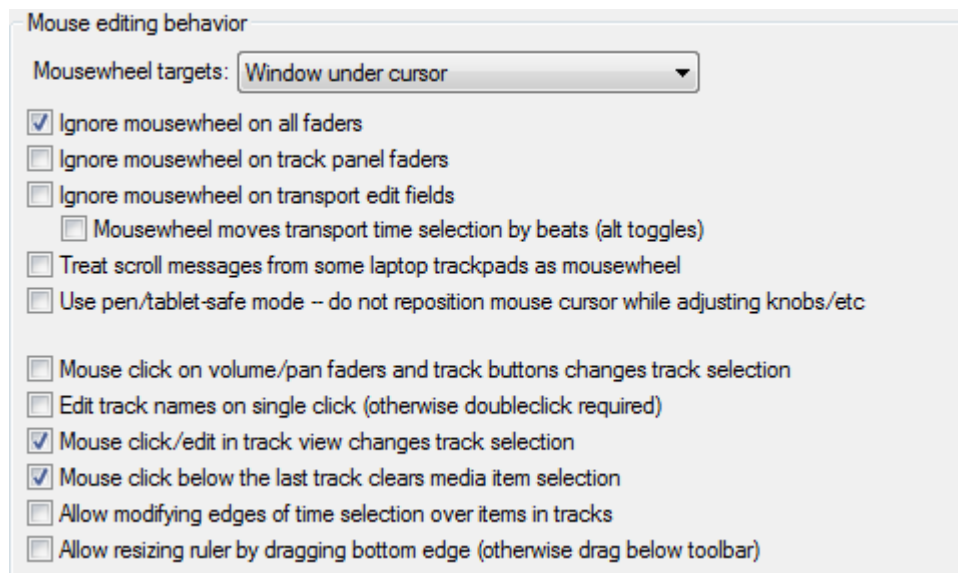 Mouse editing behavior
Mousewheel targets: Window under cursor
Ignore mousewheel on all faders
Ignore mousewheel on track panel faders
Ignore mousewheel on transport edit fields
Mousewheel moves transport time selection by beats (alt toggles)
Treat scroll messages from some laptop trackpads as mousewheel
Use pen/tablet-safe mode -- do not reposition mouse cursor while adjusting knobs/etc
Mouse click on volume/pan faders and track buttons changes track selection
Edit track names on single click (otherwise doubleclick required)
Mouse click/edit in track view changes track selection
Mouse click below the last track clears media item selection
Allow modifying edges of time selection over items in tracks
Allow resizing ruler by dragging bottom edge (otherwise drag below toolbar)